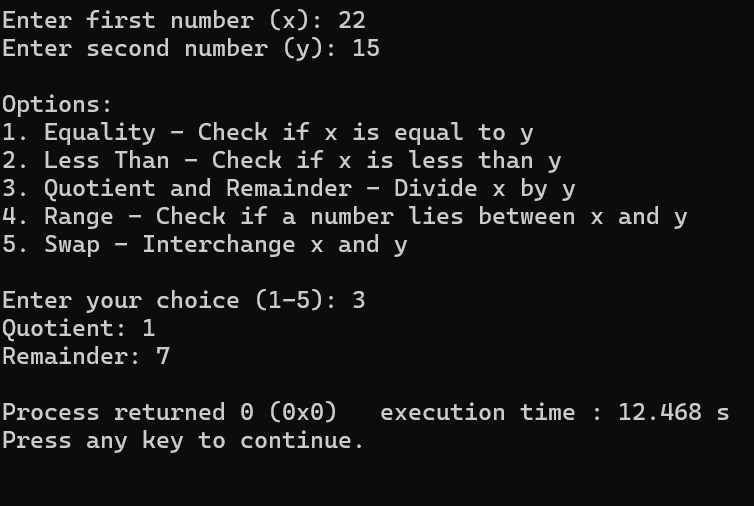 Enter first number (x): 22
Enter second number (y): 15
Options:
1. Equality - Check if x is equal to y
2. Less Than - Check if x is less than y
3. Quotient and Remainder - Divide x by y
4. Range - Check if a number lies between x and y
5. Swap - Interchange x and y
Enter your choice (1-5): 3
Quotient: 1
Remainder: 7
Process returned 0 (0x0)   execution time : 12.468 s
Press any key to continue.